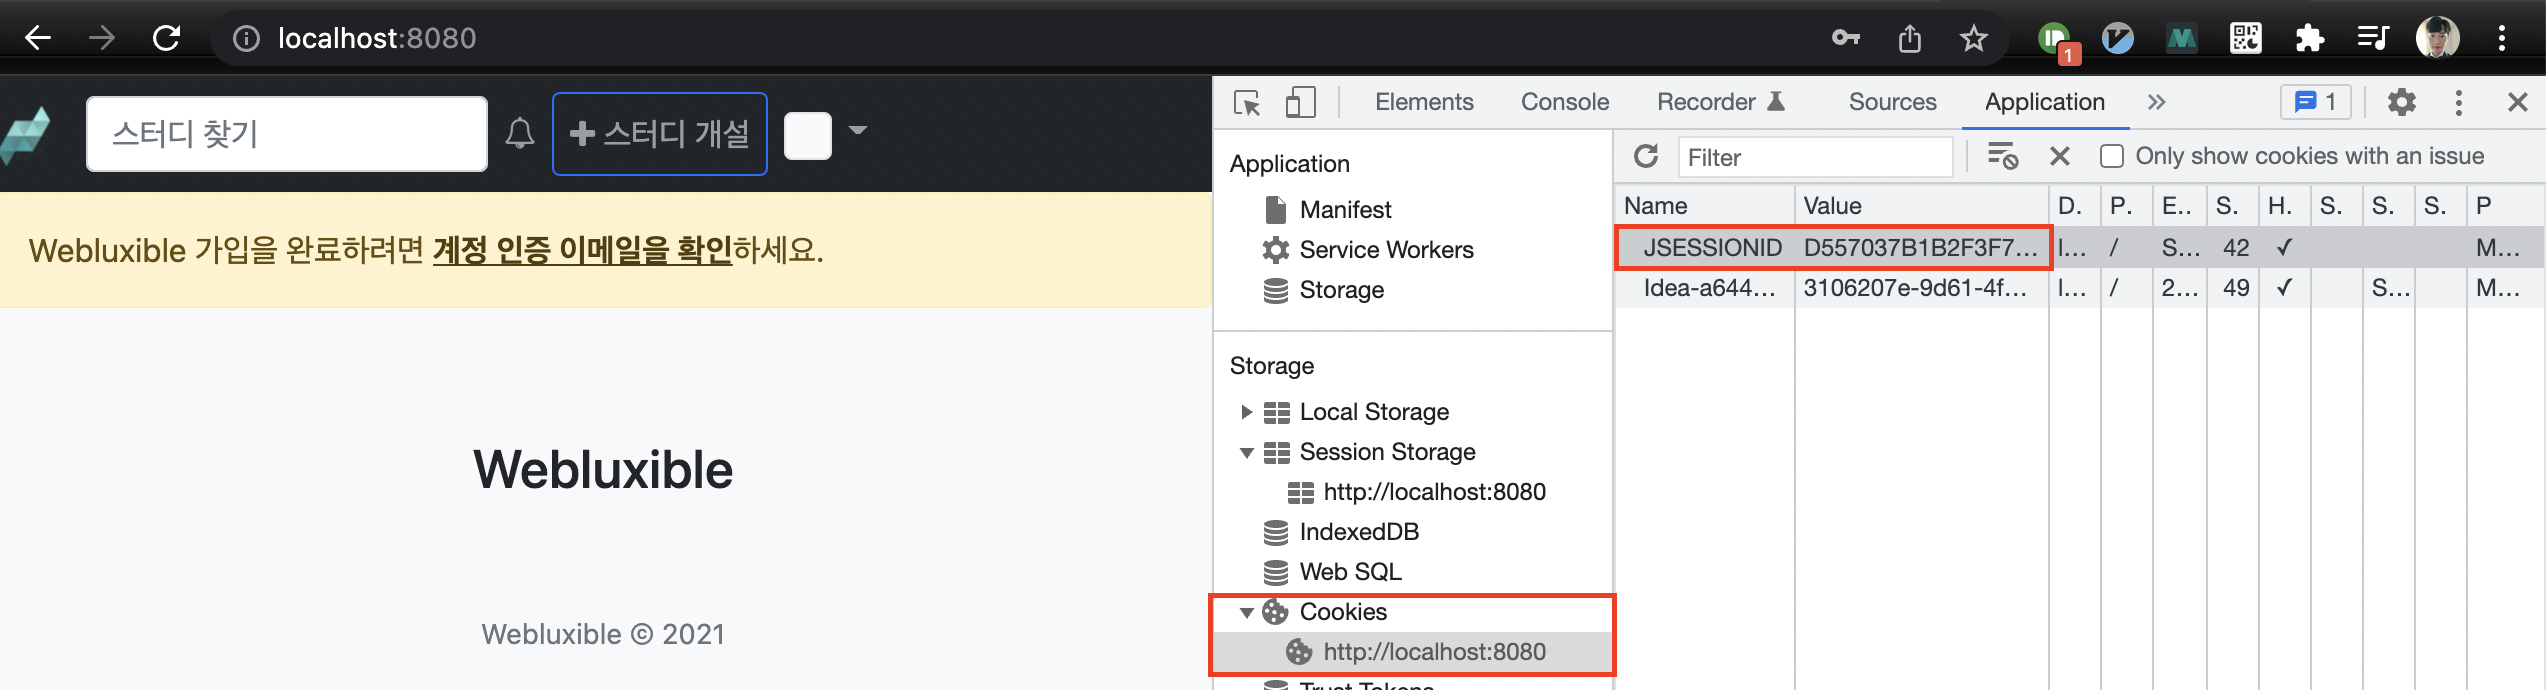 localhost:8080
1
스터디 찾기
스터디 개설
Webluxible 가입을 완료하려면 계정 인증 이메일을 확인하세요.
Webluxible
Webluxible © 2021
Elements Console Recorder Sources Application » 1
Application
Manifest
Service Workers
Storage
Storage
Local Storage
Session Storage
http://localhost:8080
IndexedDB
Web SQL
Cookies
http://localhost:8080
Trust Tokens
Filter Only show cookies with an issue
Name Value D. P. E.. S. H. S. S. S. P
JSESSIONID D557037B1B2F3F7... l... / S... 42 ✓ M...
Idea-a644... 3106207e-9d61-4f... l... / 2... 49 ✓ S... M...